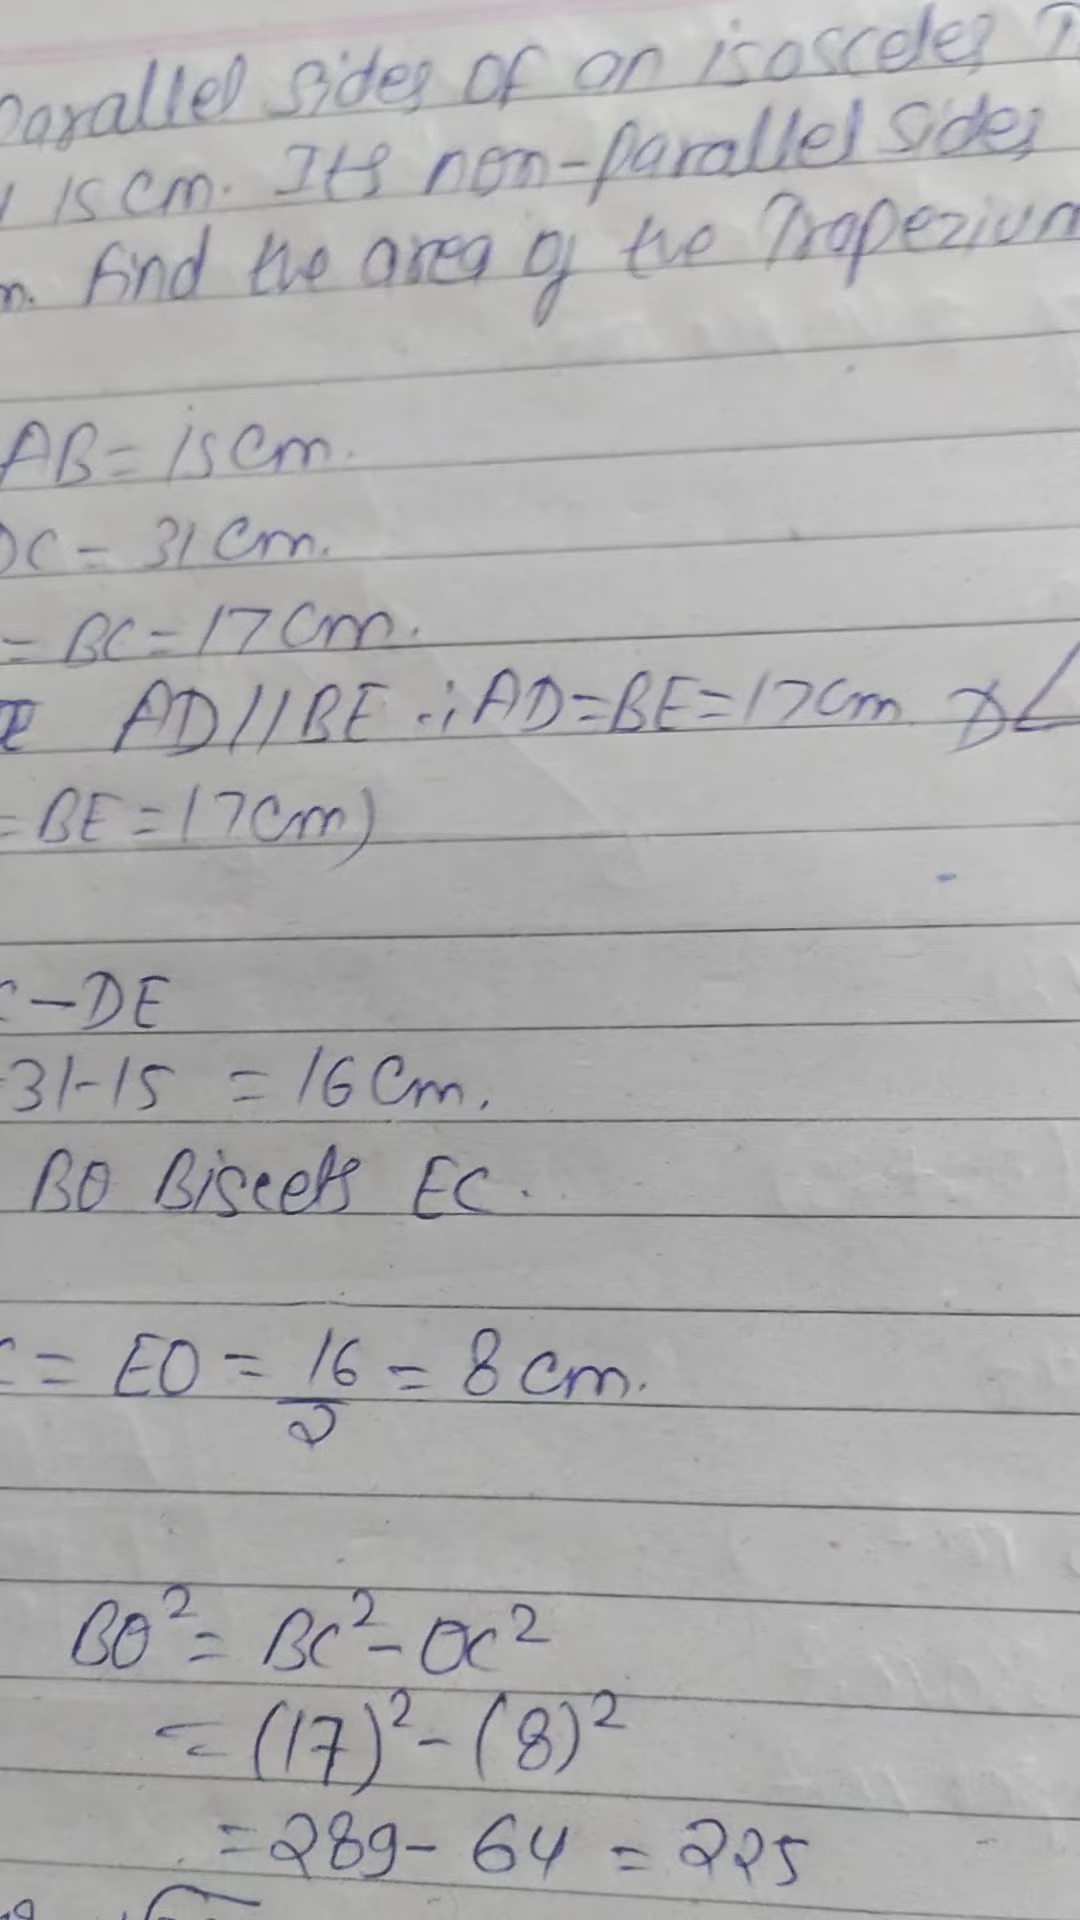 Parallel sides of an isosceles
15 cm. Its non-parallel sides
m. Find the area of the Trapezium
AB = 15 cm.
DC = 31 cm.
= BC = 17 cm.
AD // BE ∴ AD = BE = 17 cm
= BE = 17 cm)
C - DE
31 - 15 = 16 cm.
BO Bisects EC.
C = EO = 16/2 = 8 cm.
BO² = BC² - OC²
= (17)² - (8)²
= 289 - 64 = 225